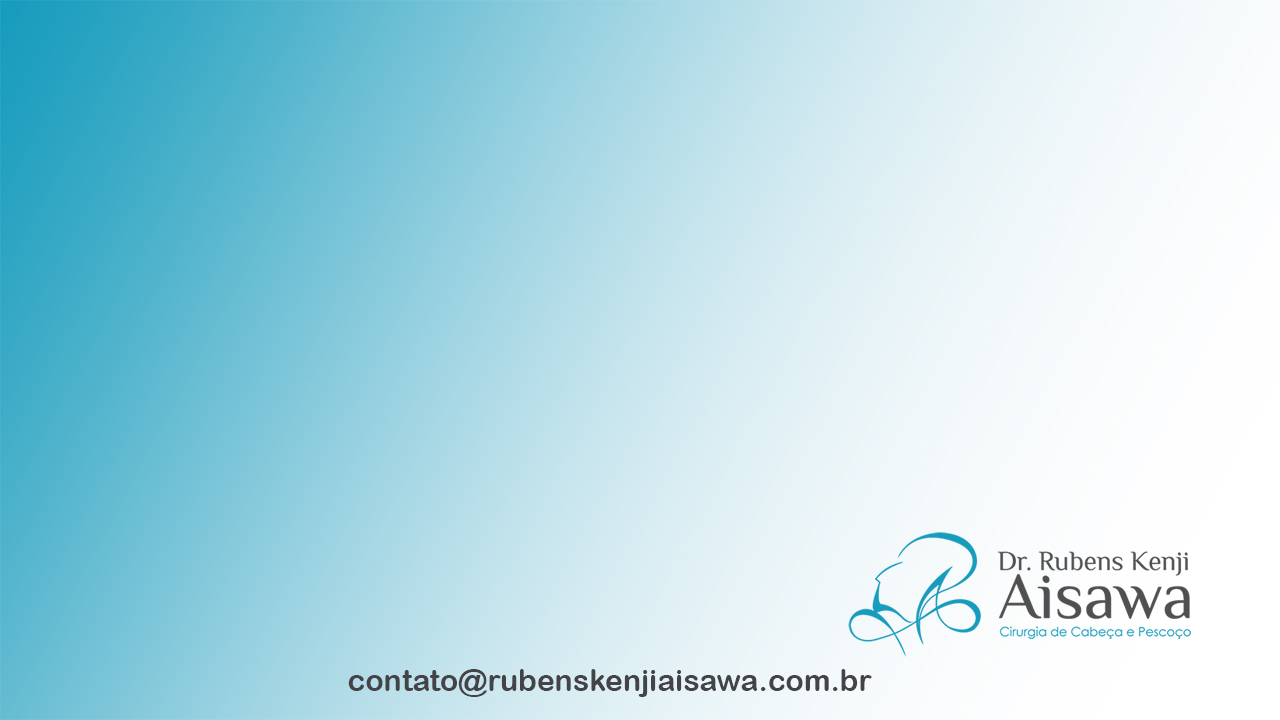 Dr. Rubens Kenji
Aisawa
Cirurgia de Cabeça e Pescoço
contato@rubenskenjiaisawa.com.br